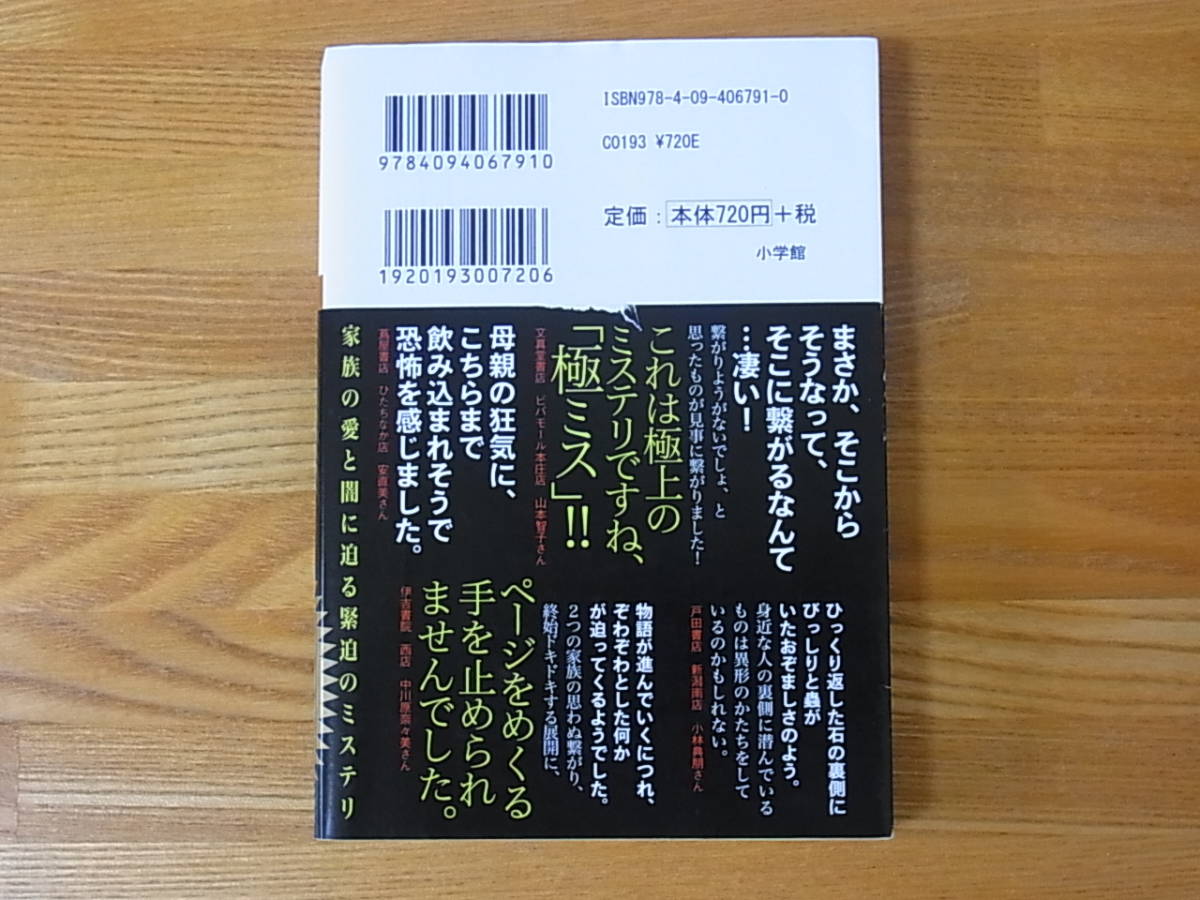 9784094067910
ISBN978-4-09-406791-0
C0193 ¥720E
1920193007206
定価：本体720円＋税
小学館
まさか、そこから
そうなって、
そこに繋がるなんて
…凄い！
繋がりようがないでしょ、と
思ったものが見事に繋がりました！
これは極上の
ミステリですね、
「極ミス」!!
文真堂書店　ビバモール本庄店　山本智子さん
母親の狂気に、
こちらまで
飲み込まれそうで
恐怖を感じました。
蔦屋書店　ひたちなか店　安直美さん
ひっくり返した石の裏側に
びっしりと蟲が
いたおぞましさのよう。
身近な人の裏側に潜んでいる
ものは異形のかたちをして
いるのかもしれない。
戸田書店　新潟南店　小林典朋さん
物語が進んでいくにつれ、
ぞわぞわとした何か
が迫ってくるようでした。
2つの家族の思わぬ繋がり、
終始ドキドキする展開に、
ページをめくる
手を止められ
ませんでした。
伊吉書院　西店　中川原奈々美さん
家族の愛と闇に迫る緊迫のミステリ